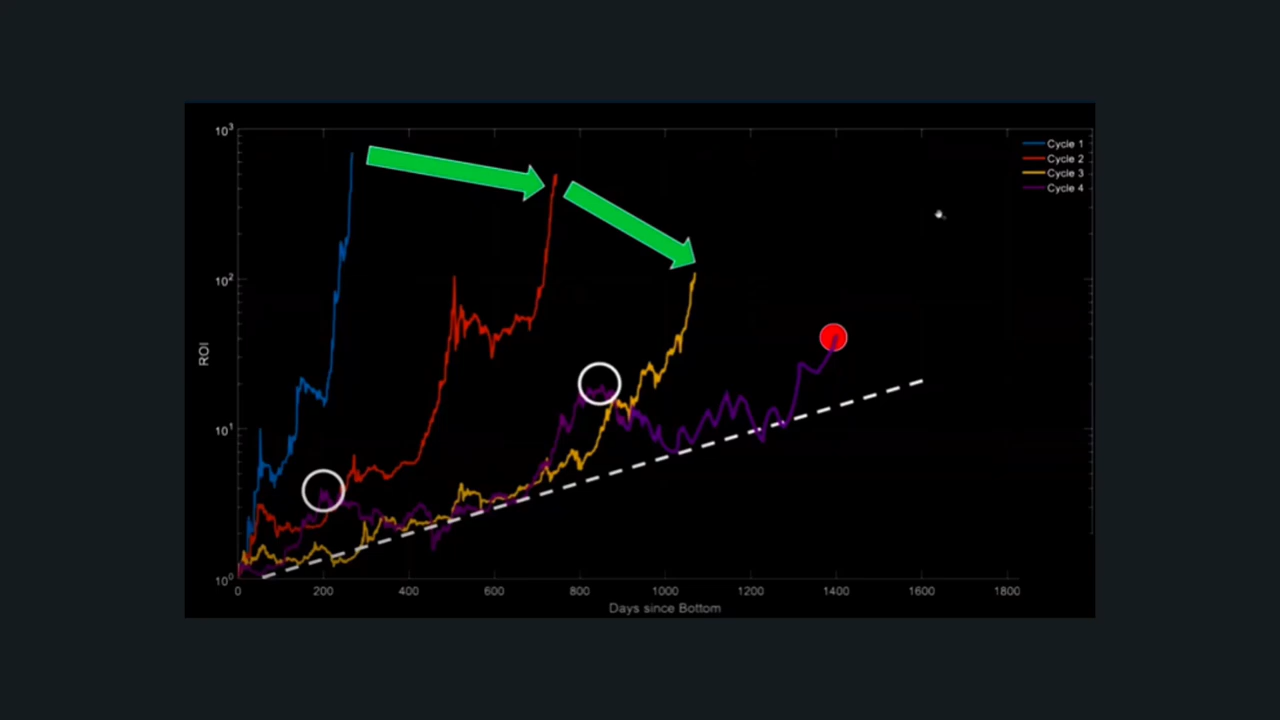 10³
Cycle 1
Cycle 2
Cycle 3
Cycle 4
10²
ROI
10¹
10⁰
0 200 400 600 800 1000 1200 1400 1600 1800
Days since Bottom